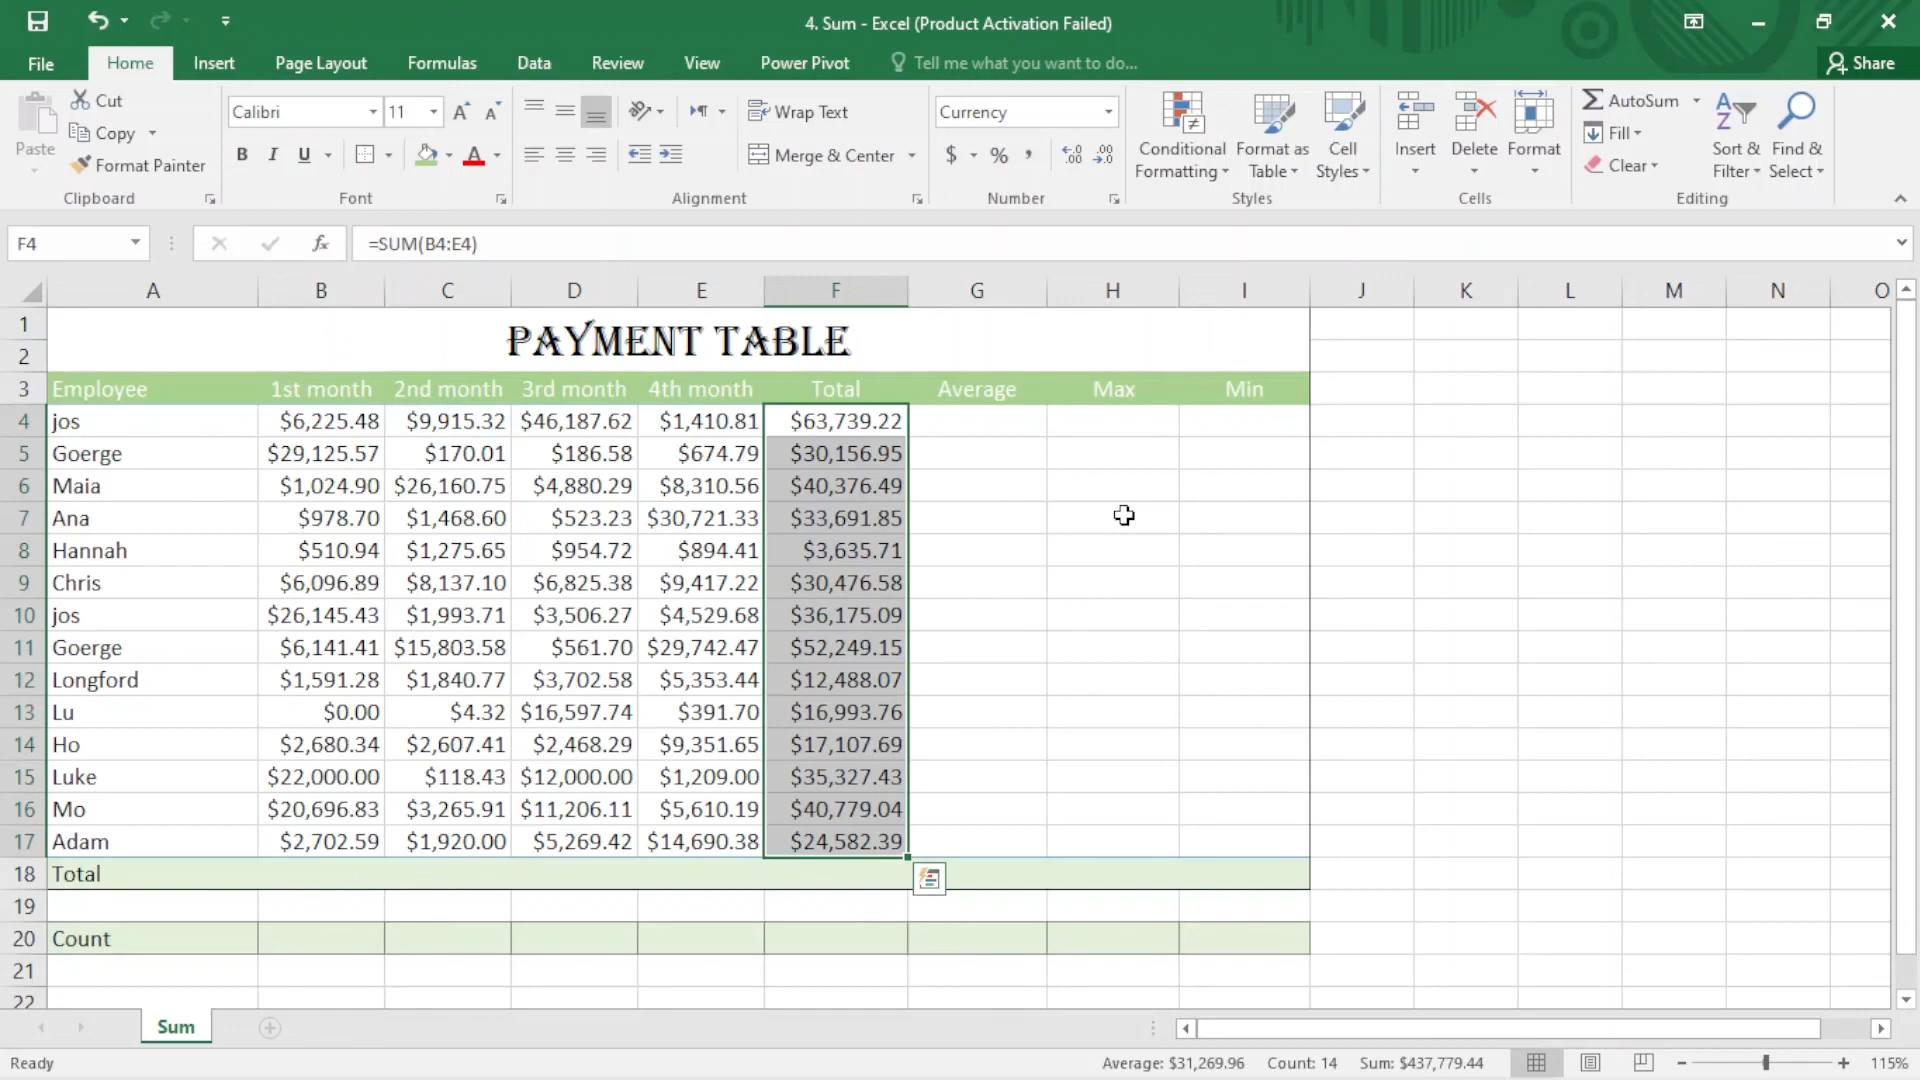 4. Sum - Excel (Product Activation Failed)
File Home Insert Page Layout Formulas Data Review View Power Pivot Tell me what you want to do... Share
Paste Cut Copy Format Painter Clipboard
Calibri 11 B I U Font
Wrap Text Merge & Center Alignment
Currency $ % , Number
Conditional Formatting Format as Table Cell Styles Styles
Insert Delete Format Cells
AutoSum Fill Clear Sort & Filter Find & Select Editing
F4 fx =SUM(B4:E4)
A B C D E F G H I J K L M N O
1
2 PAYMENT TABLE
3 Employee 1st month 2nd month 3rd month 4th month Total Average Max Min
4 jos $6,225.48 $9,915.32 $46,187.62 $1,410.81 $63,739.22
5 Goerge $29,125.57 $170.01 $186.58 $674.79 $30,156.95
6 Maia $1,024.90 $26,160.75 $4,880.29 $8,310.56 $40,376.49
7 Ana $978.70 $1,468.60 $523.23 $30,721.33 $33,691.85
8 Hannah $510.94 $1,275.65 $954.72 $894.41 $3,635.71
9 Chris $6,096.89 $8,137.10 $6,825.38 $9,417.22 $30,476.58
10 jos $26,145.43 $1,993.71 $3,506.27 $4,529.68 $36,175.09
11 Goerge $6,141.41 $15,803.58 $561.70 $29,742.47 $52,249.15
12 Longford $1,591.28 $1,840.77 $3,702.58 $5,353.44 $12,488.07
13 Lu $0.00 $4.32 $16,597.74 $391.70 $16,993.76
14 Ho $2,680.34 $2,607.41 $2,468.29 $9,351.65 $17,107.69
15 Luke $22,000.00 $118.43 $12,000.00 $1,209.00 $35,327.43
16 Mo $20,696.83 $3,265.91 $11,206.11 $5,610.19 $40,779.04
17 Adam $2,702.59 $1,920.00 $5,269.42 $14,690.38 $24,582.39
18 Total
19
20 Count
21
22
Sum
Ready Average: $31,269.96 Count: 14 Sum: $437,779.44 115%